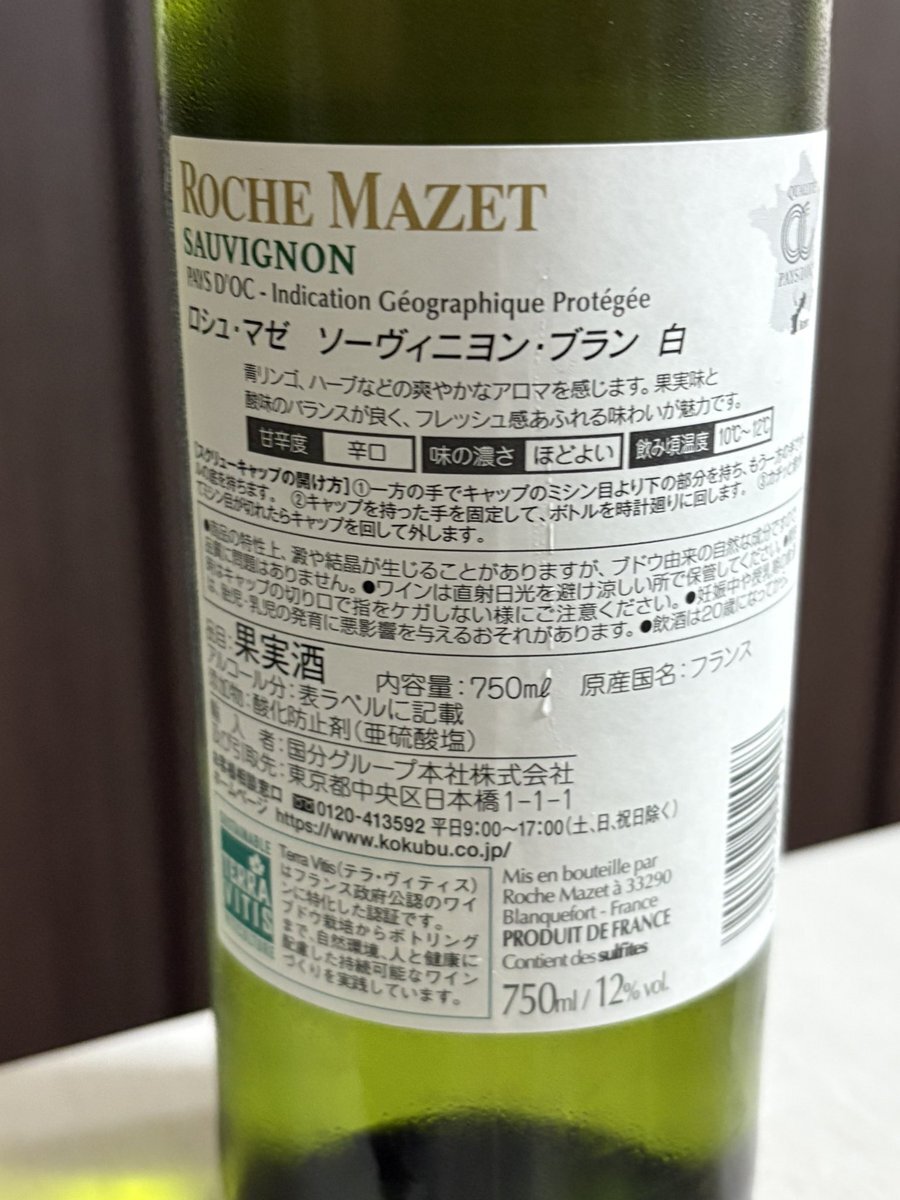 ROCHE MAZET
SAUVIGNON
PAYS D'OC - Indication Géographique Protégée
ロシュ・マゼ ソーヴィニヨン・ブラン 白
青リンゴ、ハーブなどの爽やかなアロマを感じます。果実味と
酸味のバランスが良く、フレッシュ感あふれる味わいが魅力です。
甘辛度 辛口 味の濃さ ほどよい 飲み頃温度 10℃〜12℃
[スクリューキャップの開け方]①一方の手でキャップのミシン目より下の部分を持ち、もう一方の手で
ルの底を持ちます。 ②キャップを持った手を固定して、ボトルを時計廻りに回します。
てミシン目が切れたらキャップを回して外します。
●商品の特性上、澱や結晶が生じることがありますが、ブドウ由来の自然な成分ですので
品質に問題はありません。●ワインは直射日光を避け涼しい所で保管してください。
キャップの切り口で指をケガしない様にご注意ください。●妊娠中や授乳期の
は、胎児・乳児の発育に悪影響を与えるおそれがあります。●飲酒は20歳になってから
品目:果実酒 内容量:750ml 原産国名:フランス
アルコール分:表ラベルに記載
添加物:酸化防止剤(亜硫酸塩)
輸入者:国分グループ本社株式会社
及び引取先:東京都中央区日本橋1-1-1
お客様相談窓口 0120-413592 平日9:00〜17:00(土、日、祝日除く)
ホームページ https://www.kokubu.co.jp/
TERRA
VITIS
Terra Vitis(テラ・ヴィティス)
はフランス政府公認のワイ
ンに特化した認証です。
ブドウ栽培からボトリング
まで、自然環境、人と健康に
配慮した持続可能なワイン
づくりを実践しています。
Mis en bouteille par
Roche Mazet à 33290
Blanquefort - France
PRODUIT DE FRANCE
Contient des sulfites
750ml / 12% vol.
QUALITÉ
PAYS D'OC